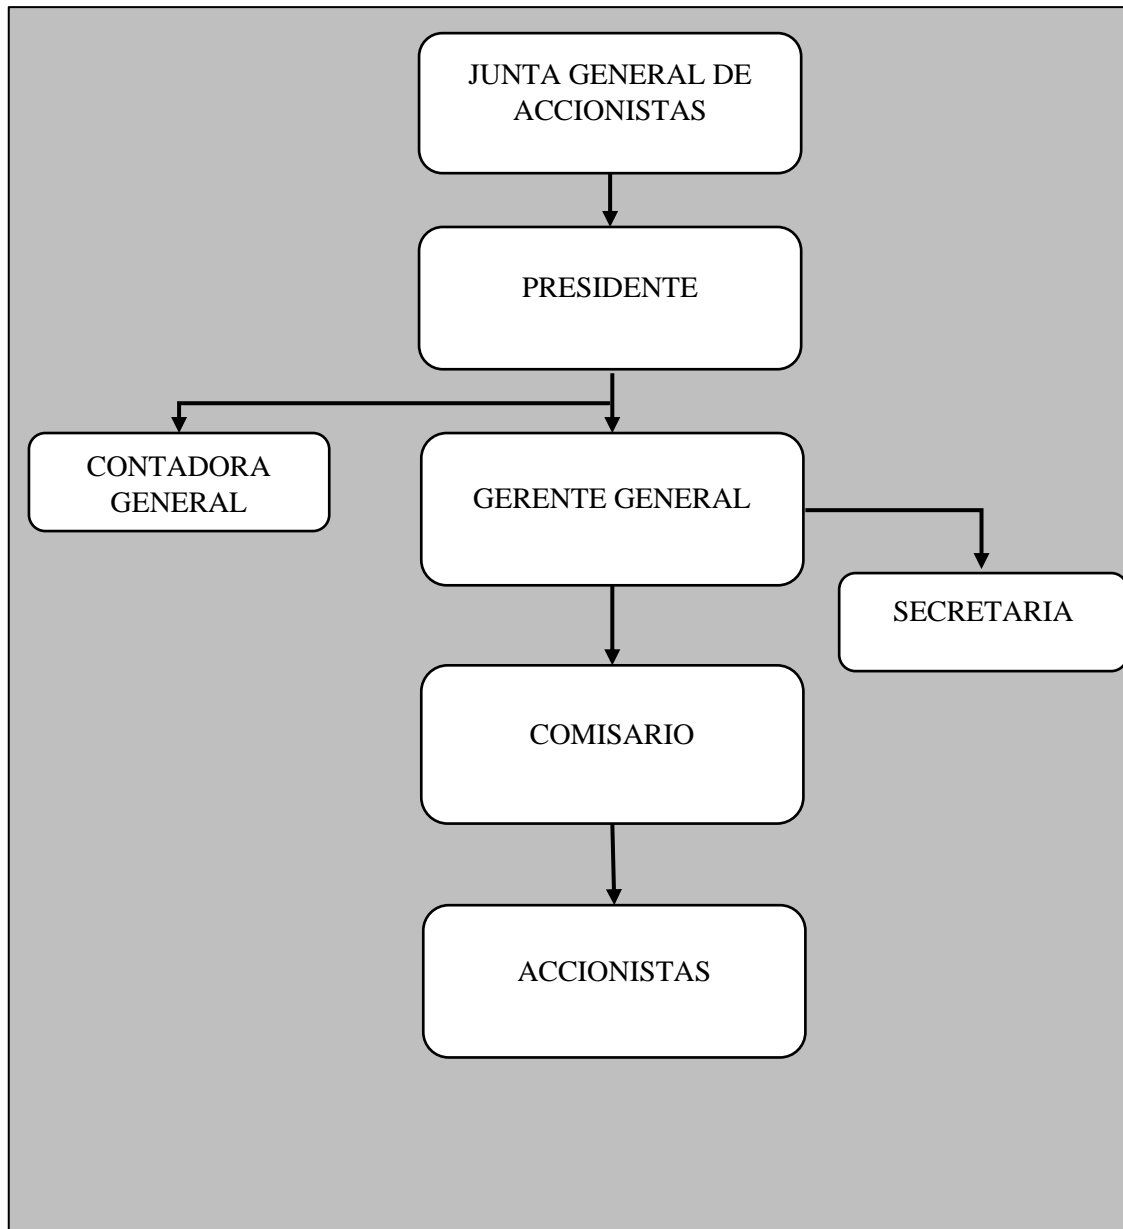 JUNTA GENERAL DE
ACCIONISTAS
PRESIDENTE
CONTADORA
GENERAL
GERENTE GENERAL
SECRETARIA
COMISARIO
ACCIONISTAS